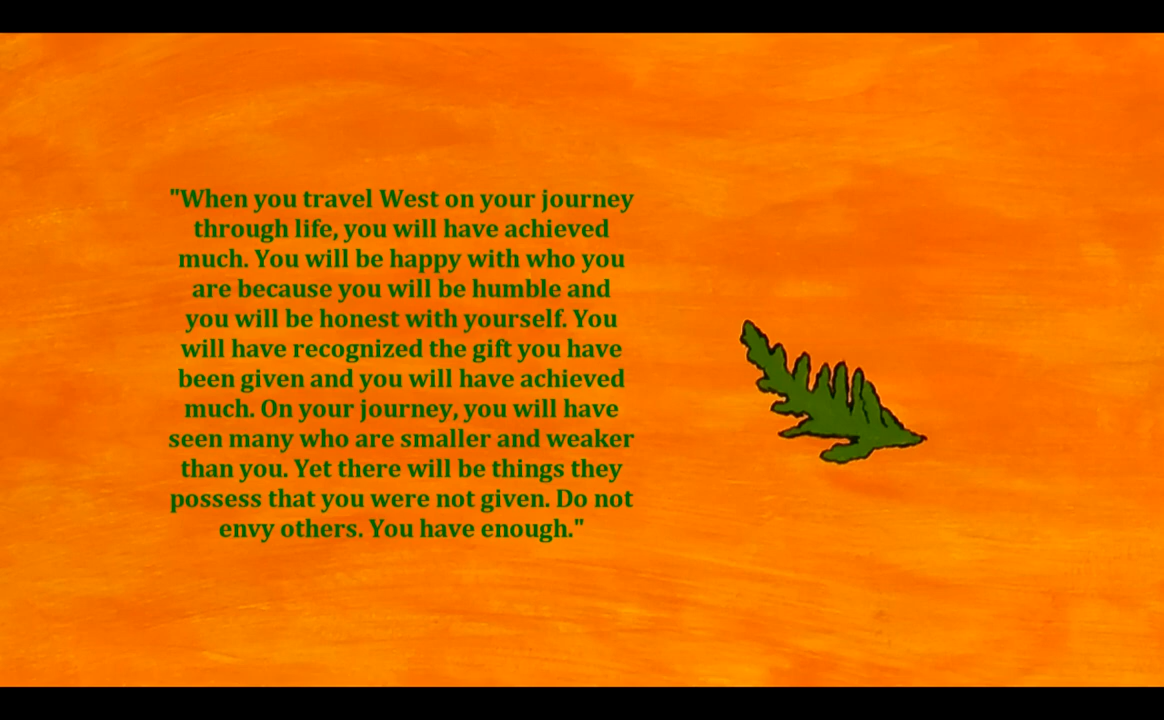 "When you travel West on your journey
through life, you will have achieved
much. You will be happy with who you
are because you will be humble and
you will be honest with yourself. You
will have recognized the gift you have
been given and you will have achieved
much. On your journey, you will have
seen many who are smaller and weaker
than you. Yet there will be things they
possess that you were not given. Do not
envy others. You have enough."